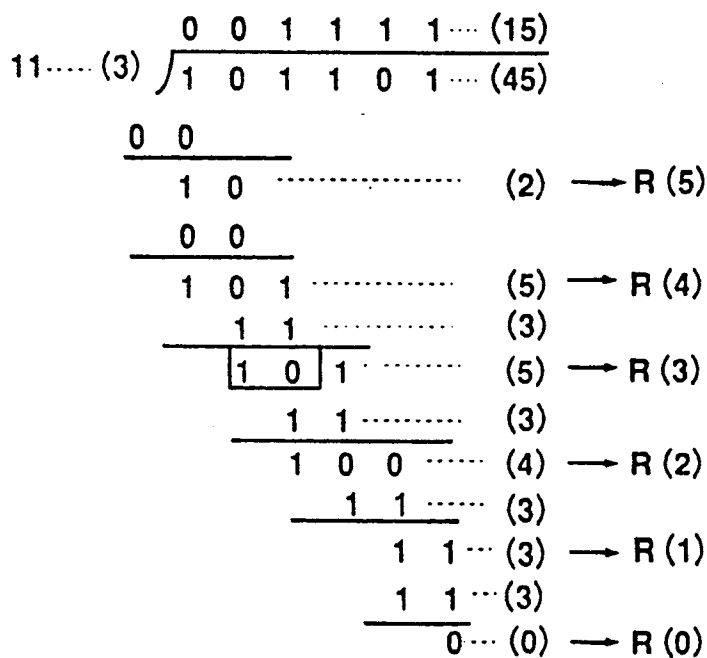 0 0 1 1 1 1 ···· (15)
11 ····· (3) 1 0 1 1 0 1 ···· (45)
0 0
1 0 ················ (2) → R (5)
0 0
1 0 1 ············· (5) → R (4)
1 1 ············ (3)
1 0 1 ·········· (5) → R (3)
1 1 ·········· (3)
1 0 0 ······ (4) → R (2)
1 1 ······ (3)
1 1 ··· (3) → R (1)
1 1 ··· (3)
0 ··· (0) → R (0)